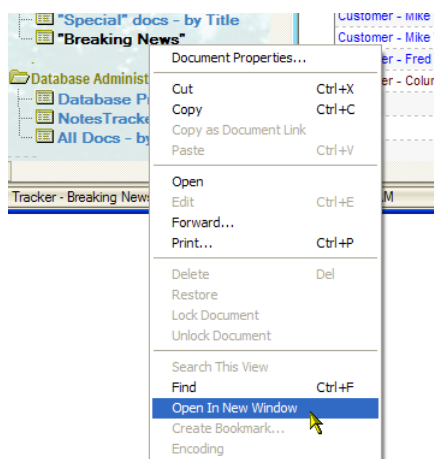 "Special" docs - by Title
"Breaking News"
Database Administ
Database P
NotesTracke
All Docs - by
Tracker - Breaking News
Customer - Mike
Customer - Mike
er - Fred
er - Colum
M
Document Properties...
Cut Ctrl+X
Copy Ctrl+C
Copy as Document Link
Paste Ctrl+V
Open
Edit Ctrl+E
Forward...
Print... Ctrl+P
Delete Del
Restore
Lock Document
Unlock Document
Search This View
Find Ctrl+F
Open In New Window
Create Bookmark...
Encoding